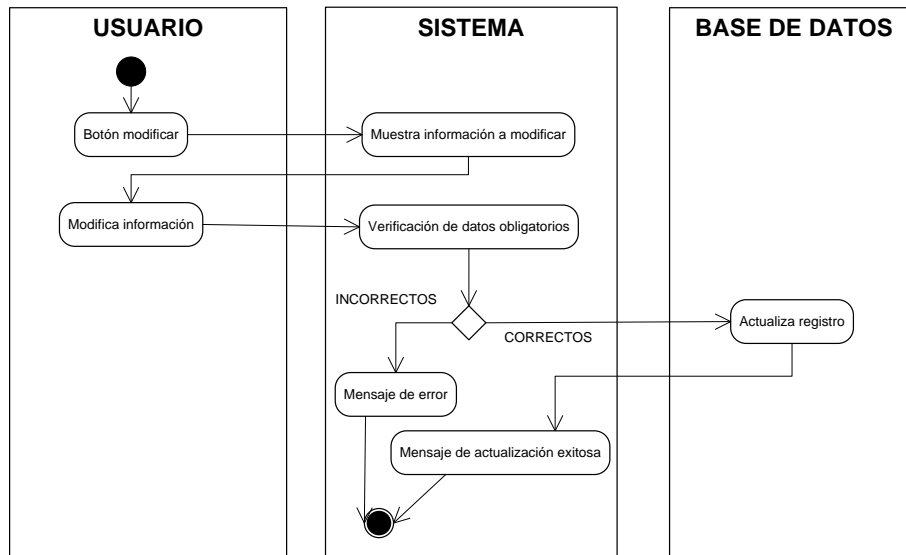 USUARIO
SISTEMA
BASE DE DATOS
Botón modificar
Muestra información a modificar
Modifica información
Verificación de datos obligatorios
INCORRECTOS
CORRECTOS
Actualiza registro
Mensaje de error
Mensaje de actualización exitosa